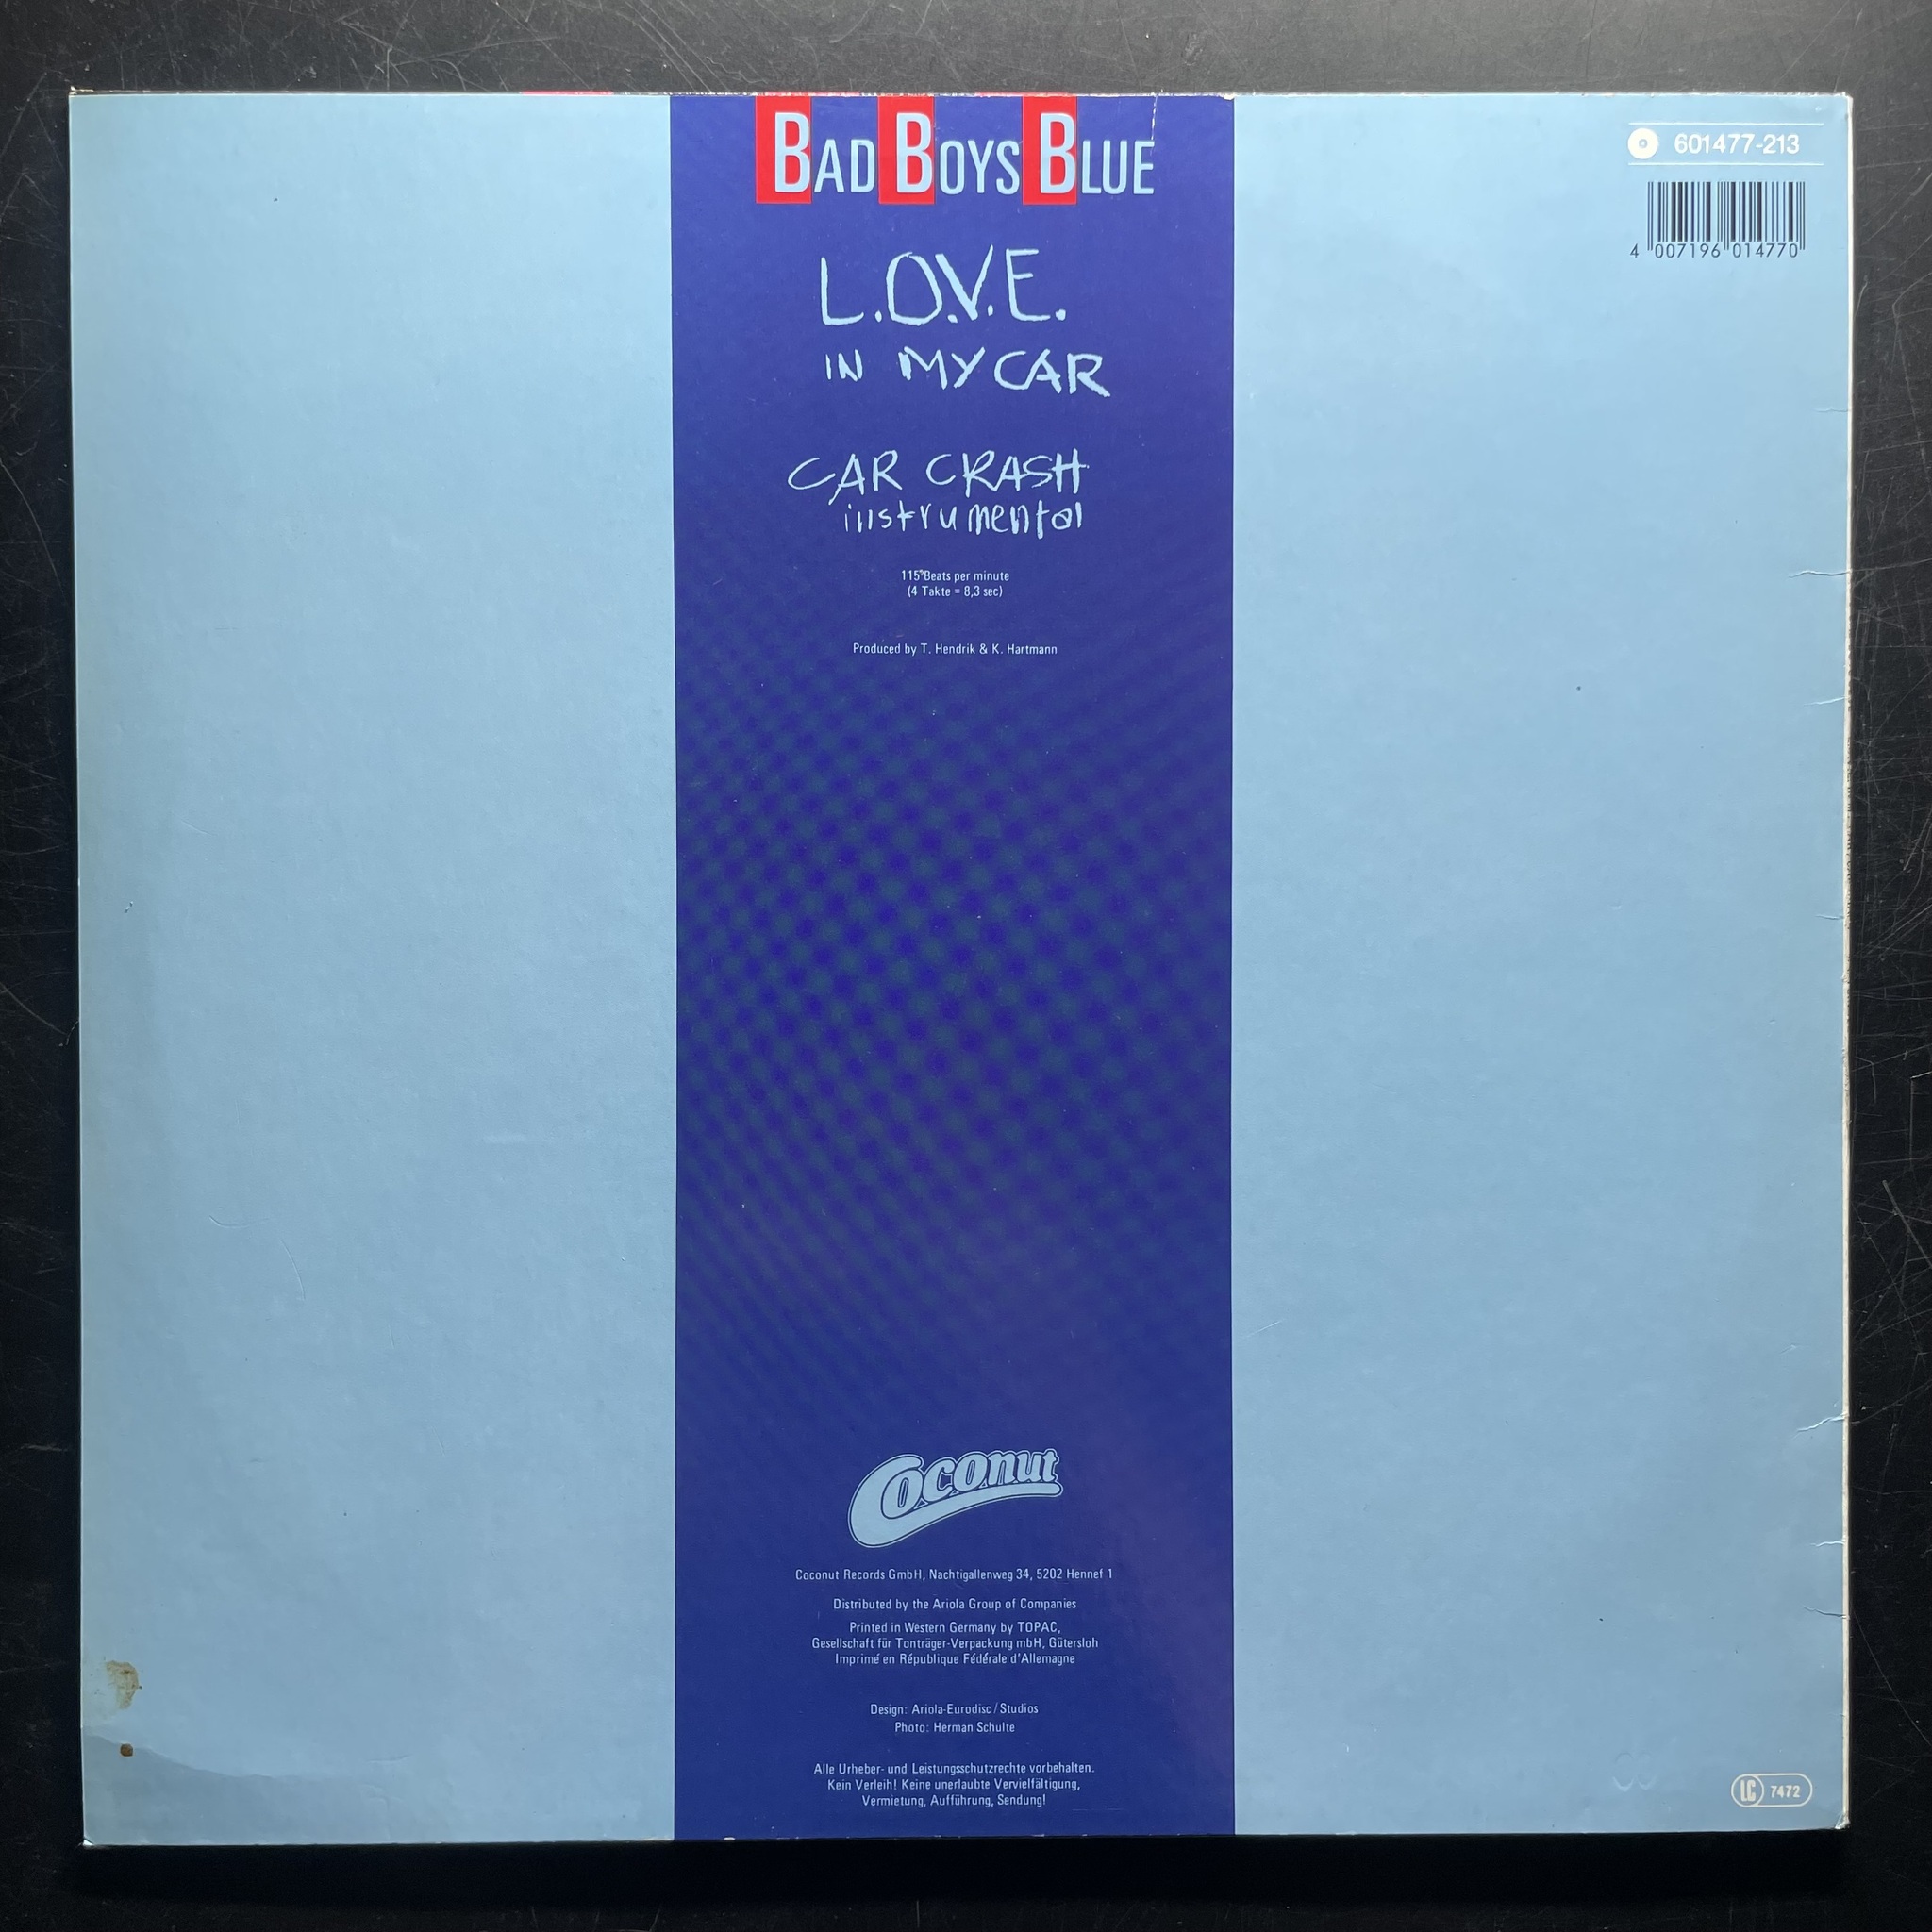 BAD BOYS BLUE
601477-213
4 007196 014770
L.O.V.E.
IN MY CAR
CAR CRASH
instrumental
115 Beats per minute
(4 Takte = 8,3 sec)
Produced by T. Hendrik & K. Hartmann
Coconut
Coconut Records GmbH, Nachtigallenweg 34, 5202 Hennef 1
Distributed by the Ariola Group of Companies
Printed in Western Germany by TOPAC,
Gesellschaft für Tonträger-Verpackung mbH, Gütersloh
Imprimé en République Fédérale d'Allemagne
Design: Ariola-Eurodisc / Studios
Photo: Herman Schulte
Alle Urheber- und Leistungsschutzrechte vorbehalten.
Kein Verleih! Keine unerlaubte Vervielfältigung,
Vermietung, Aufführung, Sendung!
LC 7472